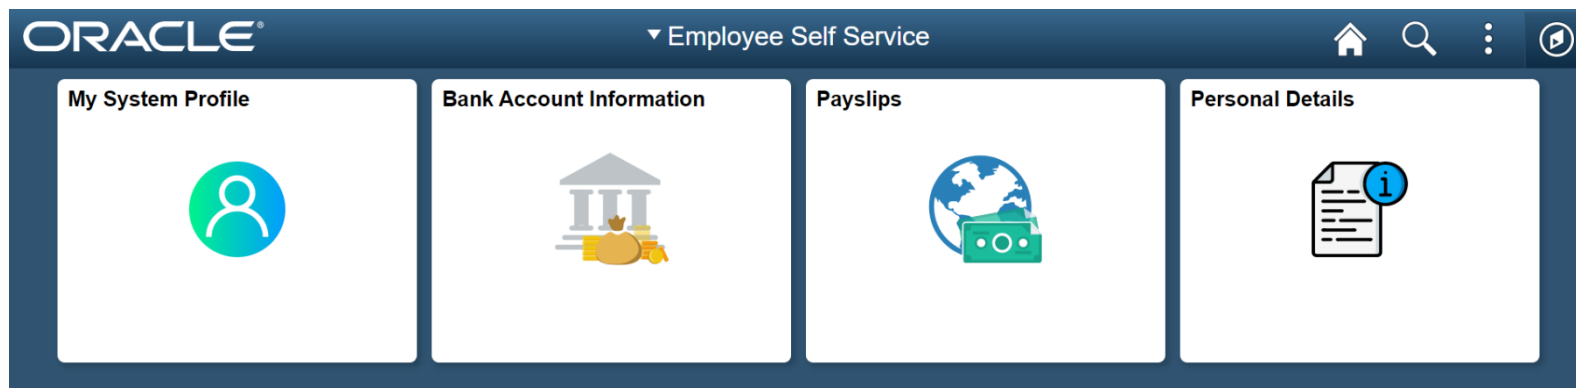 ORACLE®
Employee Self Service
My System Profile
Bank Account Information
Payslips
Personal Details
i